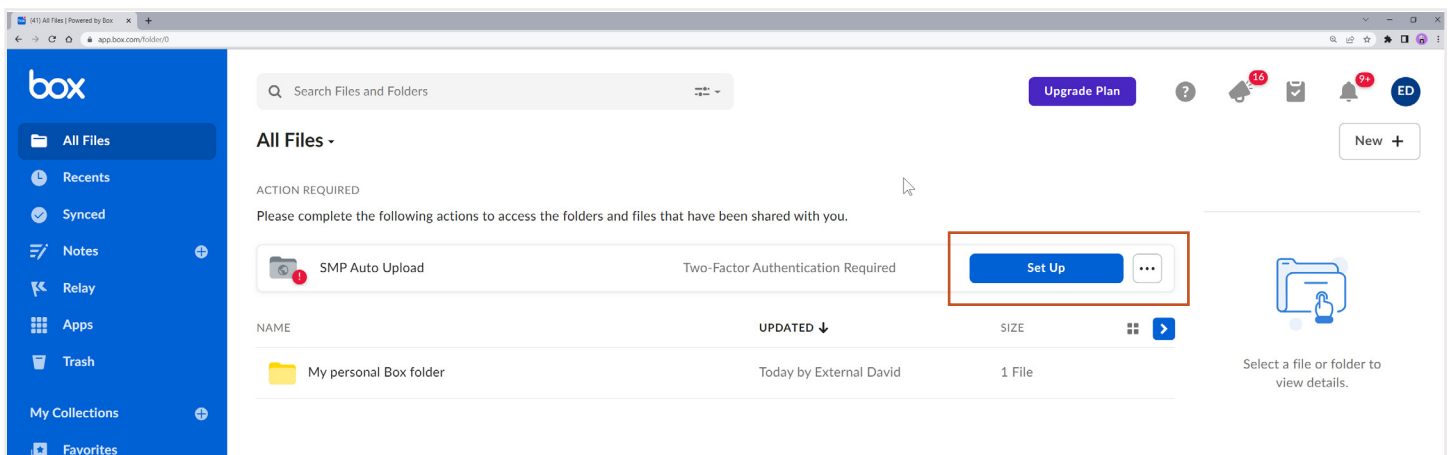 (41) All Files | Powered by Box
app.box.com/folder/0
box
Search Files and Folders
Upgrade Plan
?
16
9+
ED
All Files
All Files
New +
Recents
ACTION REQUIRED
Synced
Please complete the following actions to access the folders and files that have been shared with you.
Notes
SMP Auto Upload
Two-Factor Authentication Required
Set Up
...
Relay
Apps
NAME
UPDATED ↓
SIZE
Trash
My personal Box folder
Today by External David
1 File
Select a file or folder to
view details.
My Collections
Favorites